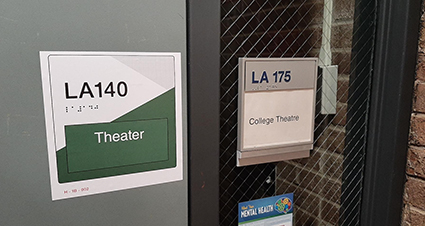 LA140
Theater
LA 175
College Theatre
MENTAL HEALTH